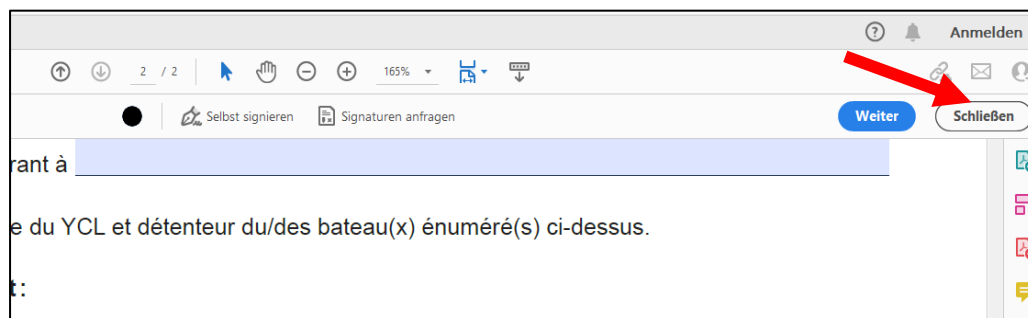 Anmelden
2 / 2 165%
Selbst signieren Signaturen anfragen Weiter Schließen
rant à
e du YCL et détenteur du/des bateau(x) énuméré(s) ci-dessus.
t: